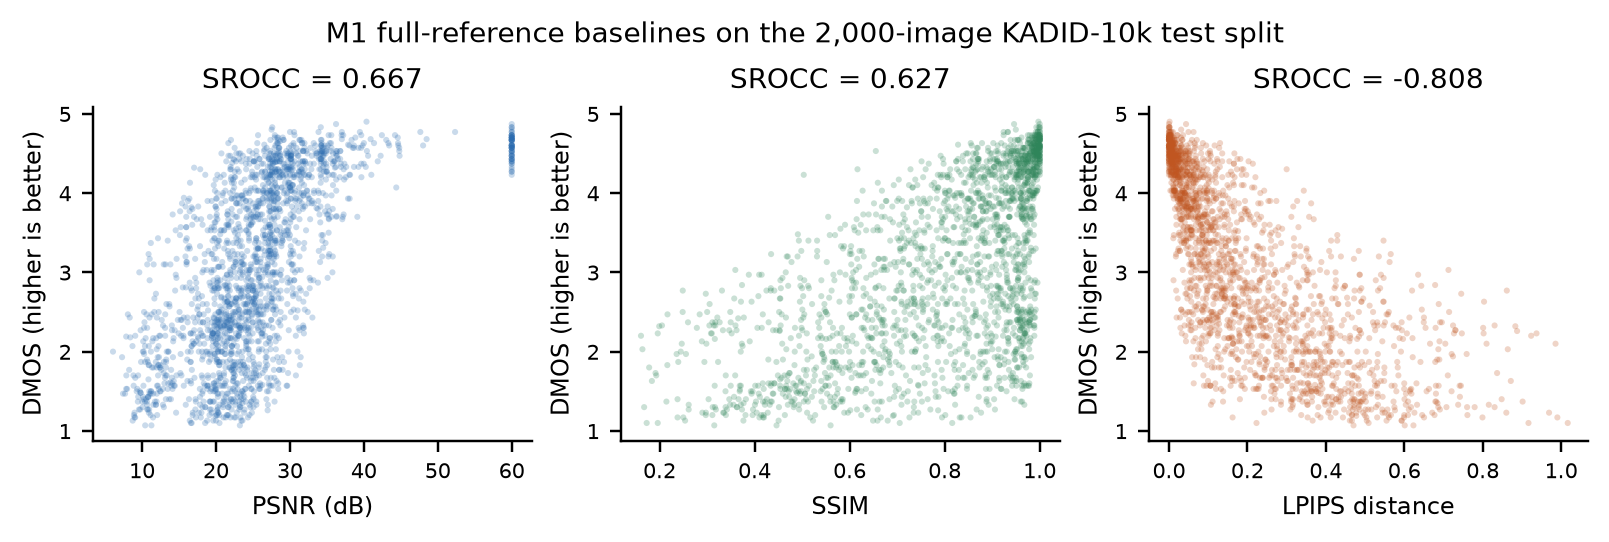 M1 full-reference baselines on the 2,000-image KADID-10k test split
SROCC = 0.667
SROCC = 0.627
SROCC = -0.808
DMOS (higher is better)
5
4
3
2
1
10 20 30 40 50 60
PSNR (dB)
DMOS (higher is better)
5
4
3
2
1
0.2 0.4 0.6 0.8 1.0
SSIM
DMOS (higher is better)
5
4
3
2
1
0.0 0.2 0.4 0.6 0.8 1.0
LPIPS distance